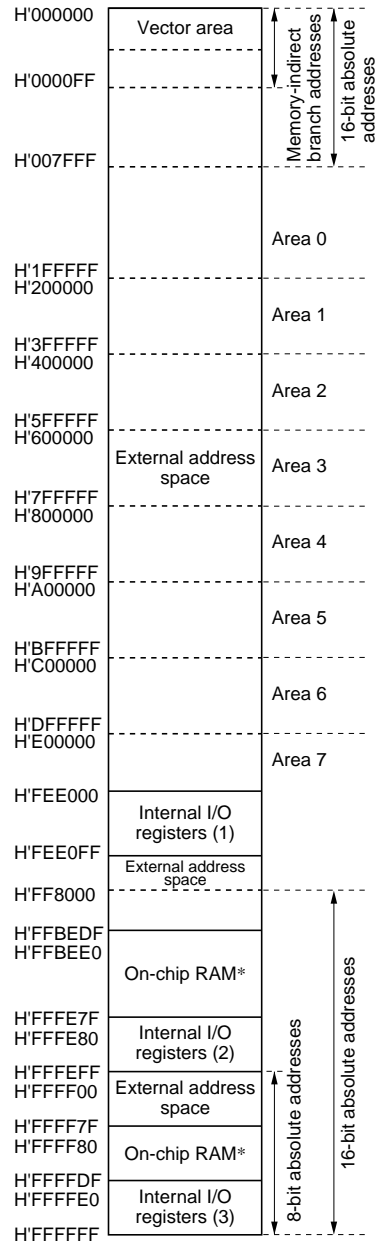 H'000000
Vector area
H'0000FF
Memory-indirect
branch addresses
16-bit absolute
addresses
H'007FFF
Area 0
H'1FFFFF
H'200000
Area 1
H'3FFFFF
H'400000
Area 2
H'5FFFFF
H'600000
External address
space
Area 3
H'7FFFFF
H'800000
Area 4
H'9FFFFF
H'A00000
Area 5
H'BFFFFF
H'C00000
Area 6
H'DFFFFF
H'E00000
Area 7
H'FEE000
Internal I/O
registers (1)
H'FEE0FF
External address
space
H'FF8000
H'FFBEDF
H'FFBEE0
On-chip RAM*
H'FFFE7F
H'FFFE80
Internal I/O
registers (2)
H'FFFEFF
H'FFFF00
External address
space
H'FFFF7F
H'FFFF80
On-chip RAM*
H'FFFFDF
H'FFFFE0
Internal I/O
registers (3)
H'FFFFFF
8-bit absolute addresses
16-bit absolute addresses